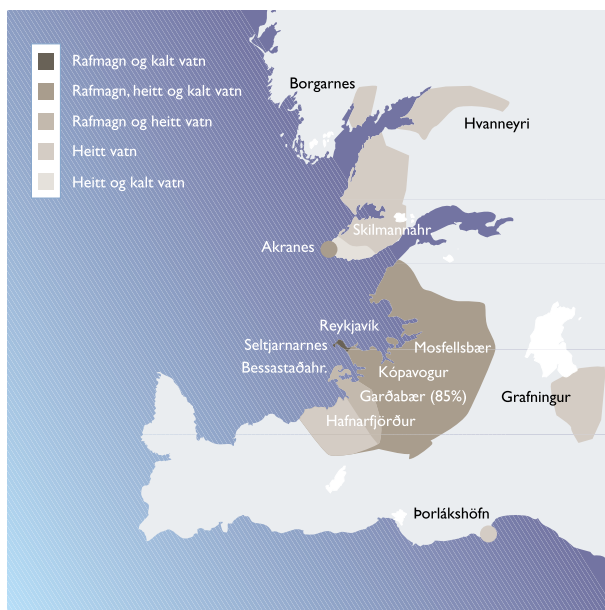 Rafmagn og kalt vatn
Rafmagn, heitt og kalt vatn
Rafmagn og heitt vatn
Heitt vatn
Heitt og kalt vatn
Borgarnes
Hvanneyri
Skilmannahr.
Akranes
Reykjavík
Seltjarnarnes
Mosfellsbær
Bessastaðahr.
Kópavogur
Garðabær (85%)
Grafningur
Hafnarfjörður
Þorlákshöfn